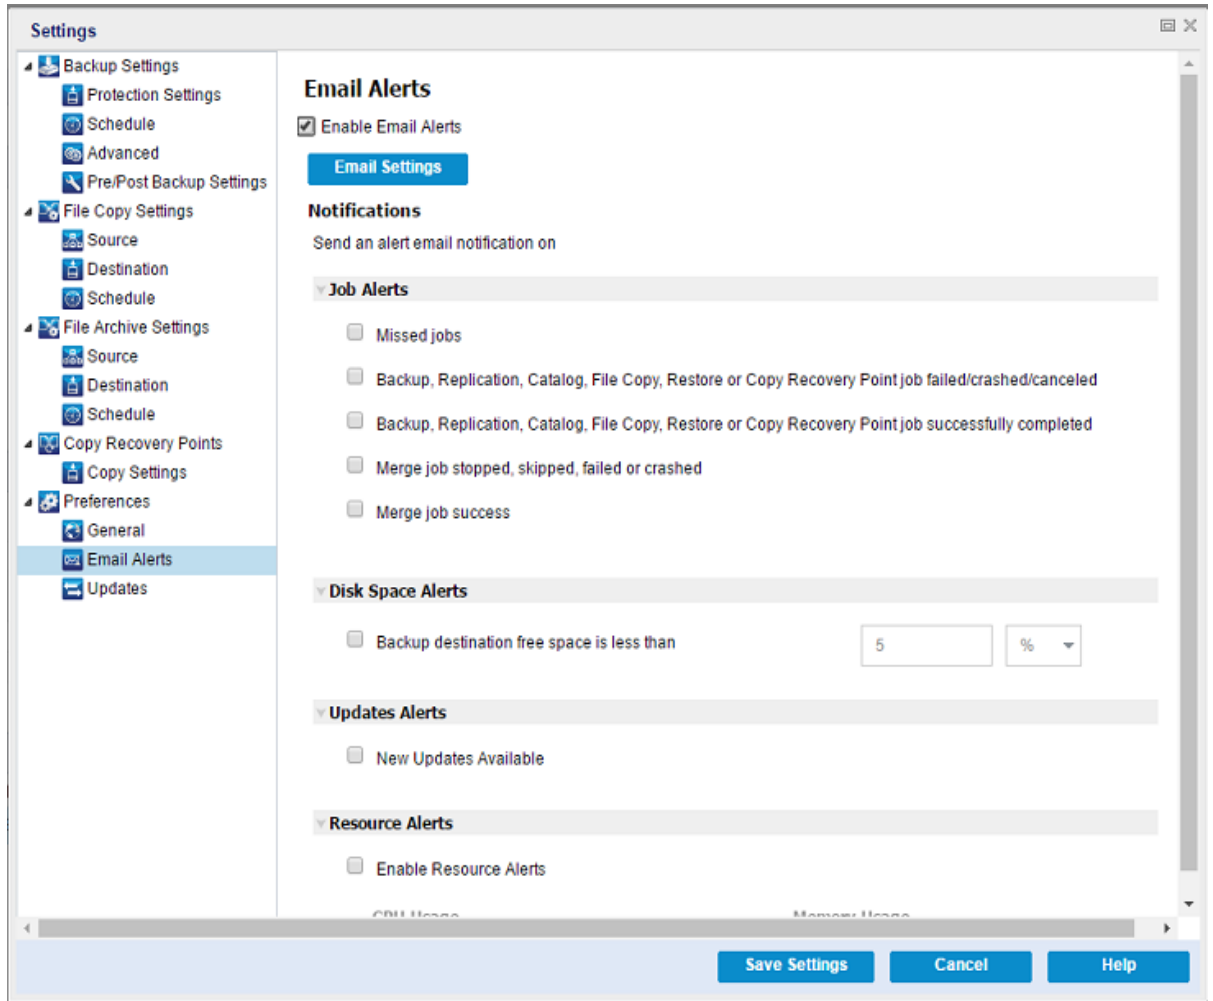 Settings
Backup Settings
Protection Settings
Schedule
Advanced
Pre/Post Backup Settings
File Copy Settings
Source
Destination
Schedule
File Archive Settings
Source
Destination
Schedule
Copy Recovery Points
Copy Settings
Preferences
General
Email Alerts
Updates
Email Alerts
Enable Email Alerts
Email Settings
Notifications
Send an alert email notification on
Job Alerts
Missed jobs
Backup, Replication, Catalog, File Copy, Restore or Copy Recovery Point job failed/crashed/canceled
Backup, Replication, Catalog, File Copy, Restore or Copy Recovery Point job successfully completed
Merge job stopped, skipped, failed or crashed
Merge job success
Disk Space Alerts
Backup destination free space is less than 5 %
Updates Alerts
New Updates Available
Resource Alerts
Enable Resource Alerts
CPU Usage Memory Usage
Save Settings Cancel Help